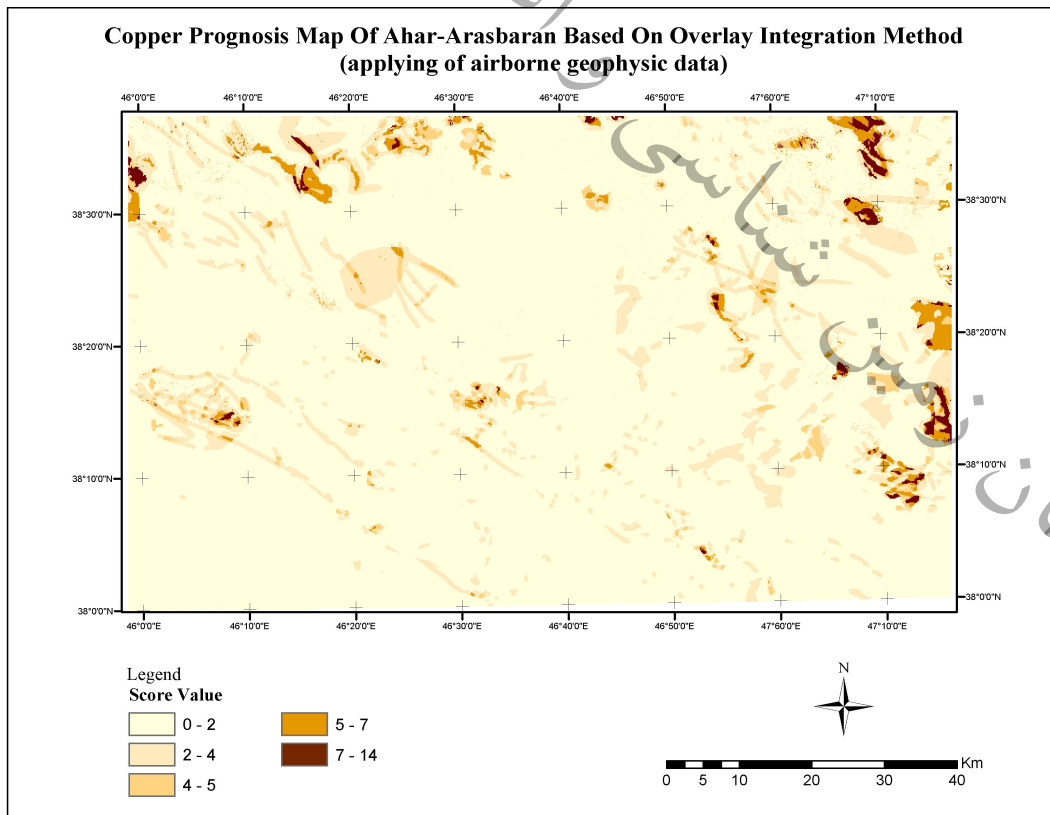 Copper Prognosis Map Of Ahar-Arasbaran Based On Overlay Integration Method
(applying of airborne geophysic data)
46°0'0"E 46°10'0"E 46°20'0"E 46°30'0"E 46°40'0"E 46°50'0"E 47°60'0"E 47°10'0"E
38°30'0"N 38°30'0"N
38°20'0"N 38°20'0"N
38°10'0"N 38°10'0"N
38°0'0"N 38°0'0"N
46°0'0"E 46°10'0"E 46°20'0"E 46°30'0"E 46°40'0"E 46°50'0"E 47°60'0"E 47°10'0"E
شناسی
زمین
Legend
Score Value
0 - 2 5 - 7
2 - 4 7 - 14
4 - 5
N
Km
0 5 10 20 30 40